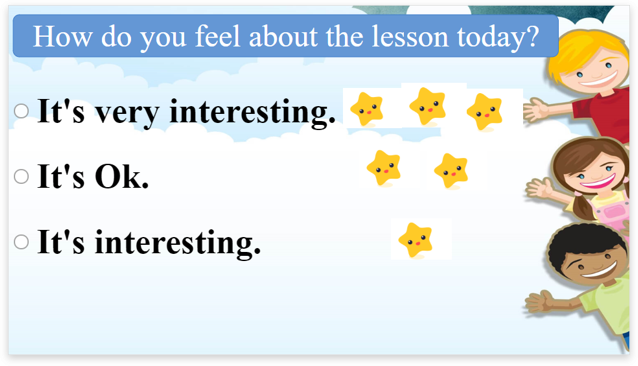 How do you feel about the lesson today?
It's very interesting.
It's Ok.
It's interesting.